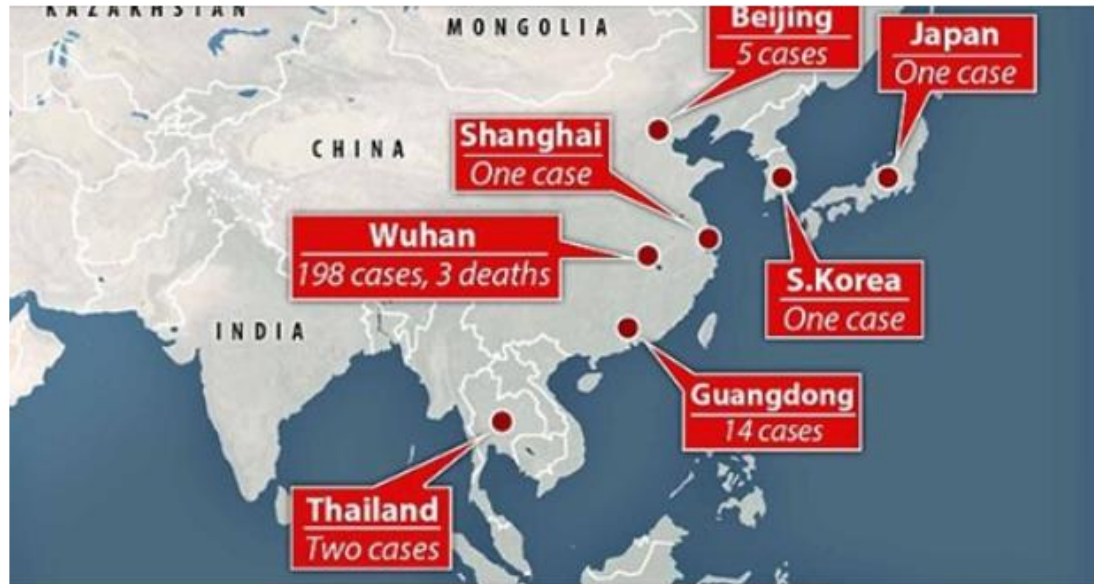 KAZAKHSTAN
MONGOLIA
Beijing
5 cases
Japan
One case
CHINA
Shanghai
One case
Wuhan
198 cases, 3 deaths
S.Korea
One case
INDIA
Guangdong
14 cases
Thailand
Two cases